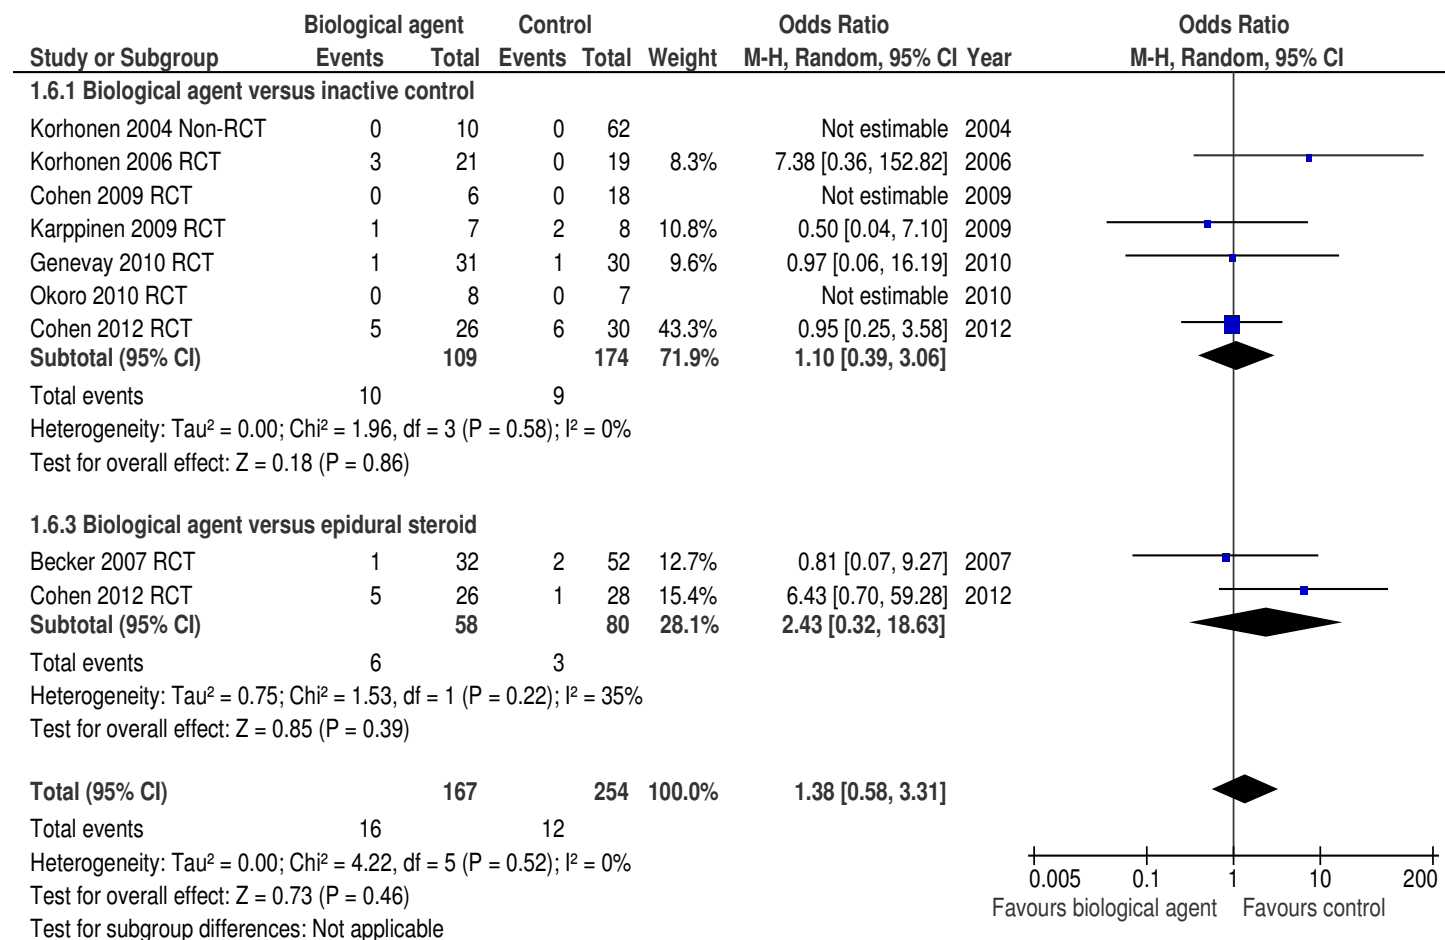 Biological agent Control Odds Ratio Odds Ratio
Study or Subgroup Events Total Events Total Weight M-H, Random, 95% CI Year M-H, Random, 95% CI
1.6.1 Biological agent versus inactive control
Korhonen 2004 Non-RCT 0 10 0 62 Not estimable 2004
Korhonen 2006 RCT 3 21 0 19 8.3% 7.38 [0.36, 152.82] 2006
Cohen 2009 RCT 0 6 0 18 Not estimable 2009
Karppinen 2009 RCT 1 7 2 8 10.8% 0.50 [0.04, 7.10] 2009
Genevay 2010 RCT 1 31 1 30 9.6% 0.97 [0.06, 16.19] 2010
Okoro 2010 RCT 0 8 0 7 Not estimable 2010
Cohen 2012 RCT 5 26 6 30 43.3% 0.95 [0.25, 3.58] 2012
Subtotal (95% CI) 109 174 71.9% 1.10 [0.39, 3.06]
Total events 10 9
Heterogeneity: Tau² = 0.00; Chi² = 1.96, df = 3 (P = 0.58); I² = 0%
Test for overall effect: Z = 0.18 (P = 0.86)
1.6.3 Biological agent versus epidural steroid
Becker 2007 RCT 1 32 2 52 12.7% 0.81 [0.07, 9.27] 2007
Cohen 2012 RCT 5 26 1 28 15.4% 6.43 [0.70, 59.28] 2012
Subtotal (95% CI) 58 80 28.1% 2.43 [0.32, 18.63]
Total events 6 3
Heterogeneity: Tau² = 0.75; Chi² = 1.53, df = 1 (P = 0.22); I² = 35%
Test for overall effect: Z = 0.85 (P = 0.39)
Total (95% CI) 167 254 100.0% 1.38 [0.58, 3.31]
Total events 16 12
Heterogeneity: Tau² = 0.00; Chi² = 4.22, df = 5 (P = 0.52); I² = 0%
Test for overall effect: Z = 0.73 (P = 0.46)
Test for subgroup differences: Not applicable
0.005 0.1 1 10 200
Favours biological agent Favours control